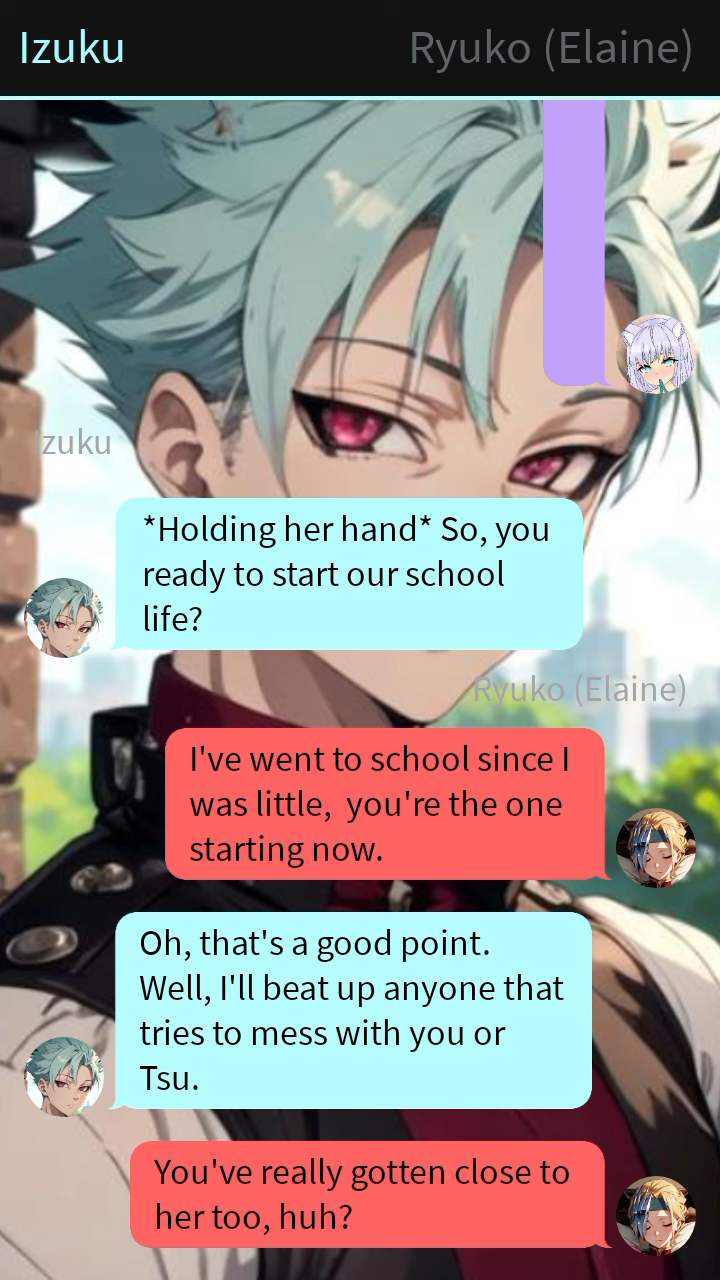 Izuku
Ryuko (Elaine)
Izuku
*Holding her hand* So, you
ready to start our school
life?
Ryuko (Elaine)
I've went to school since I
was little,  you're the one
starting now.
Oh, that's a good point.
Well, I'll beat up anyone that
tries to mess with you or
Tsu.
You've really gotten close to
her too, huh?